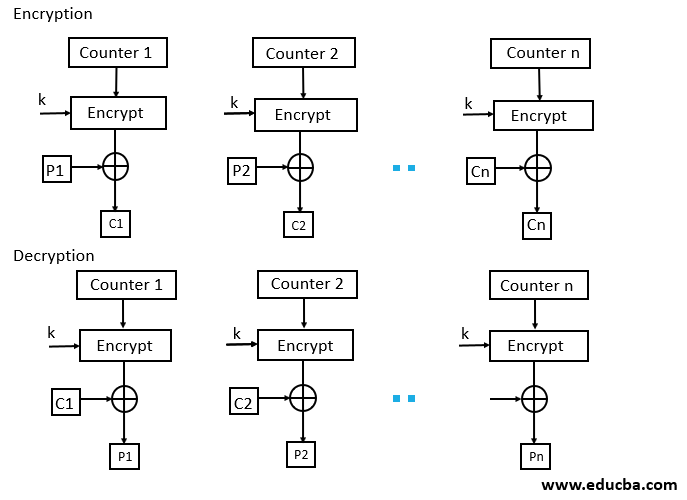 Encryption
Counter 1 Counter 2 Counter n
k k k
Encrypt Encrypt Encrypt
P1 P2 Cn
C1 C2 Cn
Decryption
Counter 1 Counter 2 Counter n
k k k
Encrypt Encrypt Encrypt
C1 C2
P1 P2 Pn
www.educba.com